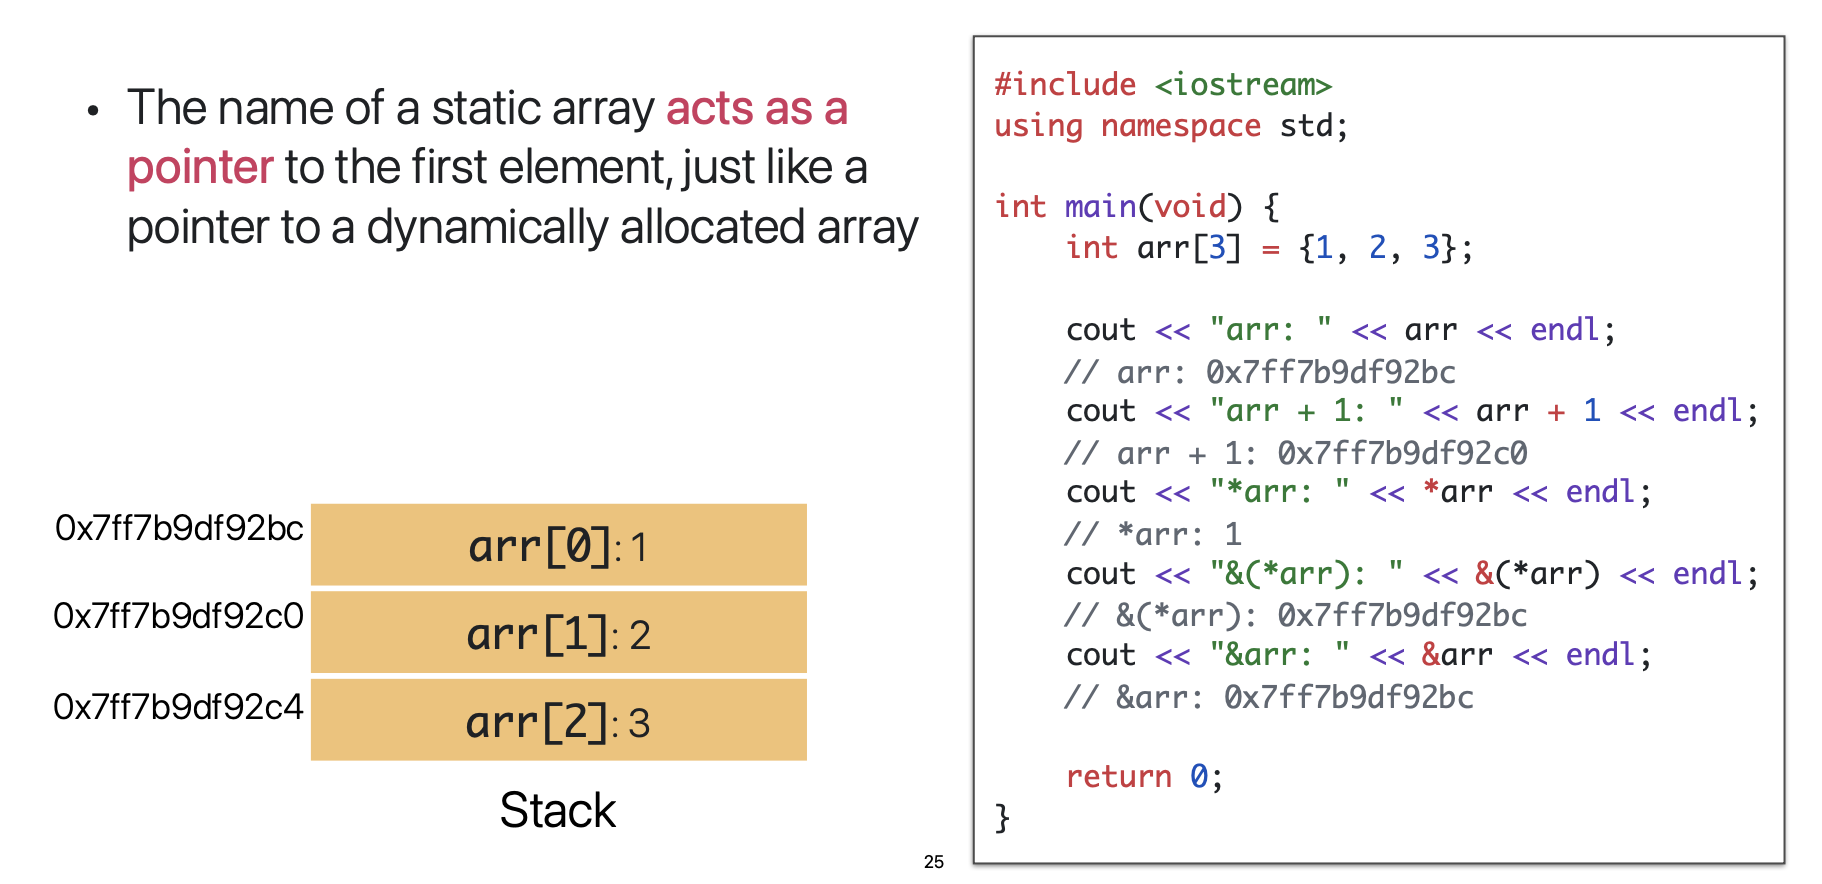 • The name of a static array acts as a
pointer to the first element, just like a
pointer to a dynamically allocated array
0x7ff7b9df92bc arr[0]: 1
0x7ff7b9df92c0 arr[1]: 2
0x7ff7b9df92c4 arr[2]: 3
Stack
25
#include <iostream>
using namespace std;
int main(void) {
    int arr[3] = {1, 2, 3};
    cout << "arr: " << arr << endl;
    // arr: 0x7ff7b9df92bc
    cout << "arr + 1: " << arr + 1 << endl;
    // arr + 1: 0x7ff7b9df92c0
    cout << "*arr: " << *arr << endl;
    // *arr: 1
    cout << "&(*arr): " << &(*arr) << endl;
    // &(*arr): 0x7ff7b9df92bc
    cout << "&arr: " << &arr << endl;
    // &arr: 0x7ff7b9df92bc
    return 0;
}